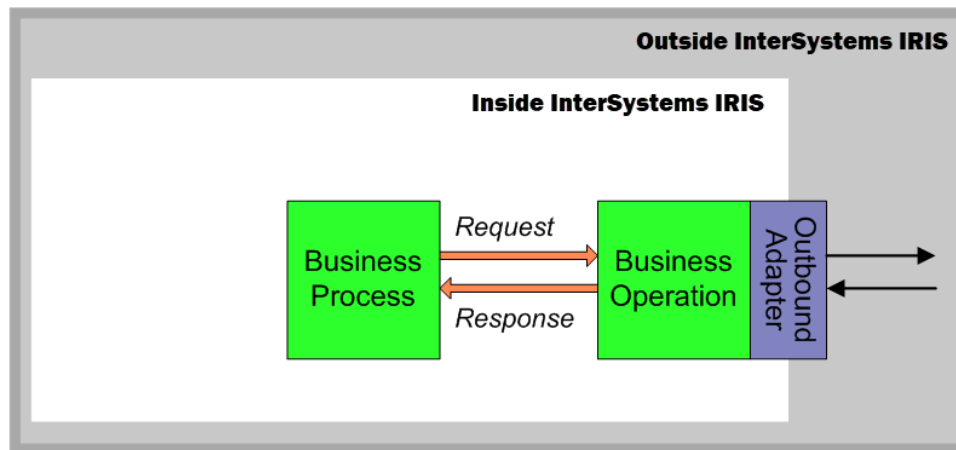 Outside InterSystems IRIS
Inside InterSystems IRIS
Business
Process
Request
Response
Business
Operation
Outbound
Adapter